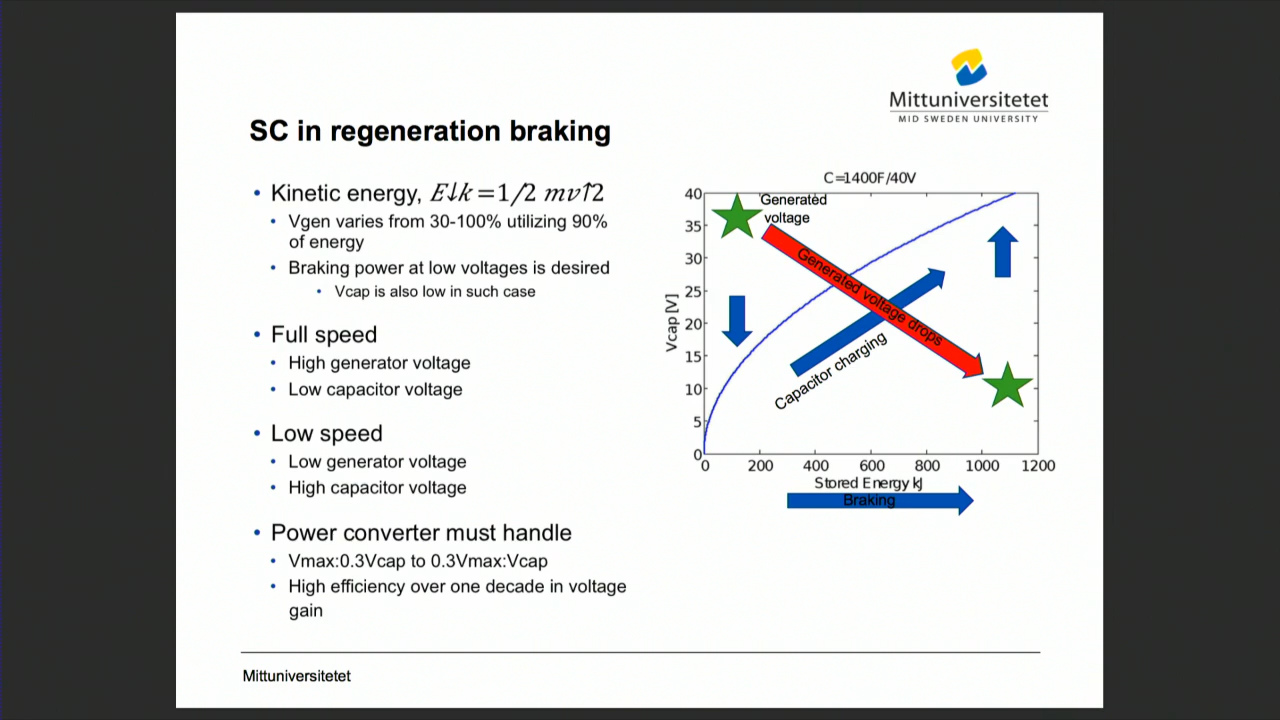 Mittuniversitetet
MID SWEDEN UNIVERSITY
SC in regeneration braking
• Kinetic energy, E↓k=1/2 mv↑2
• Vgen varies from 30-100% utilizing 90%
of energy
• Braking power at low voltages is desired
• Vcap is also low in such case
• Full speed
• High generator voltage
• Low capacitor voltage
• Low speed
• Low generator voltage
• High capacitor voltage
• Power converter must handle
• Vmax:0.3Vcap to 0.3Vmax:Vcap
• High efficiency over one decade in voltage
gain
C=1400F/40V
Generated
voltage
Generated voltage drops
Capacitor charging
Vcap [V]
40
35
30
25
20
15
10
5
0
0 200 400 600 800 1000 1200
Stored Energy kJ
Braking
Mittuniversitetet